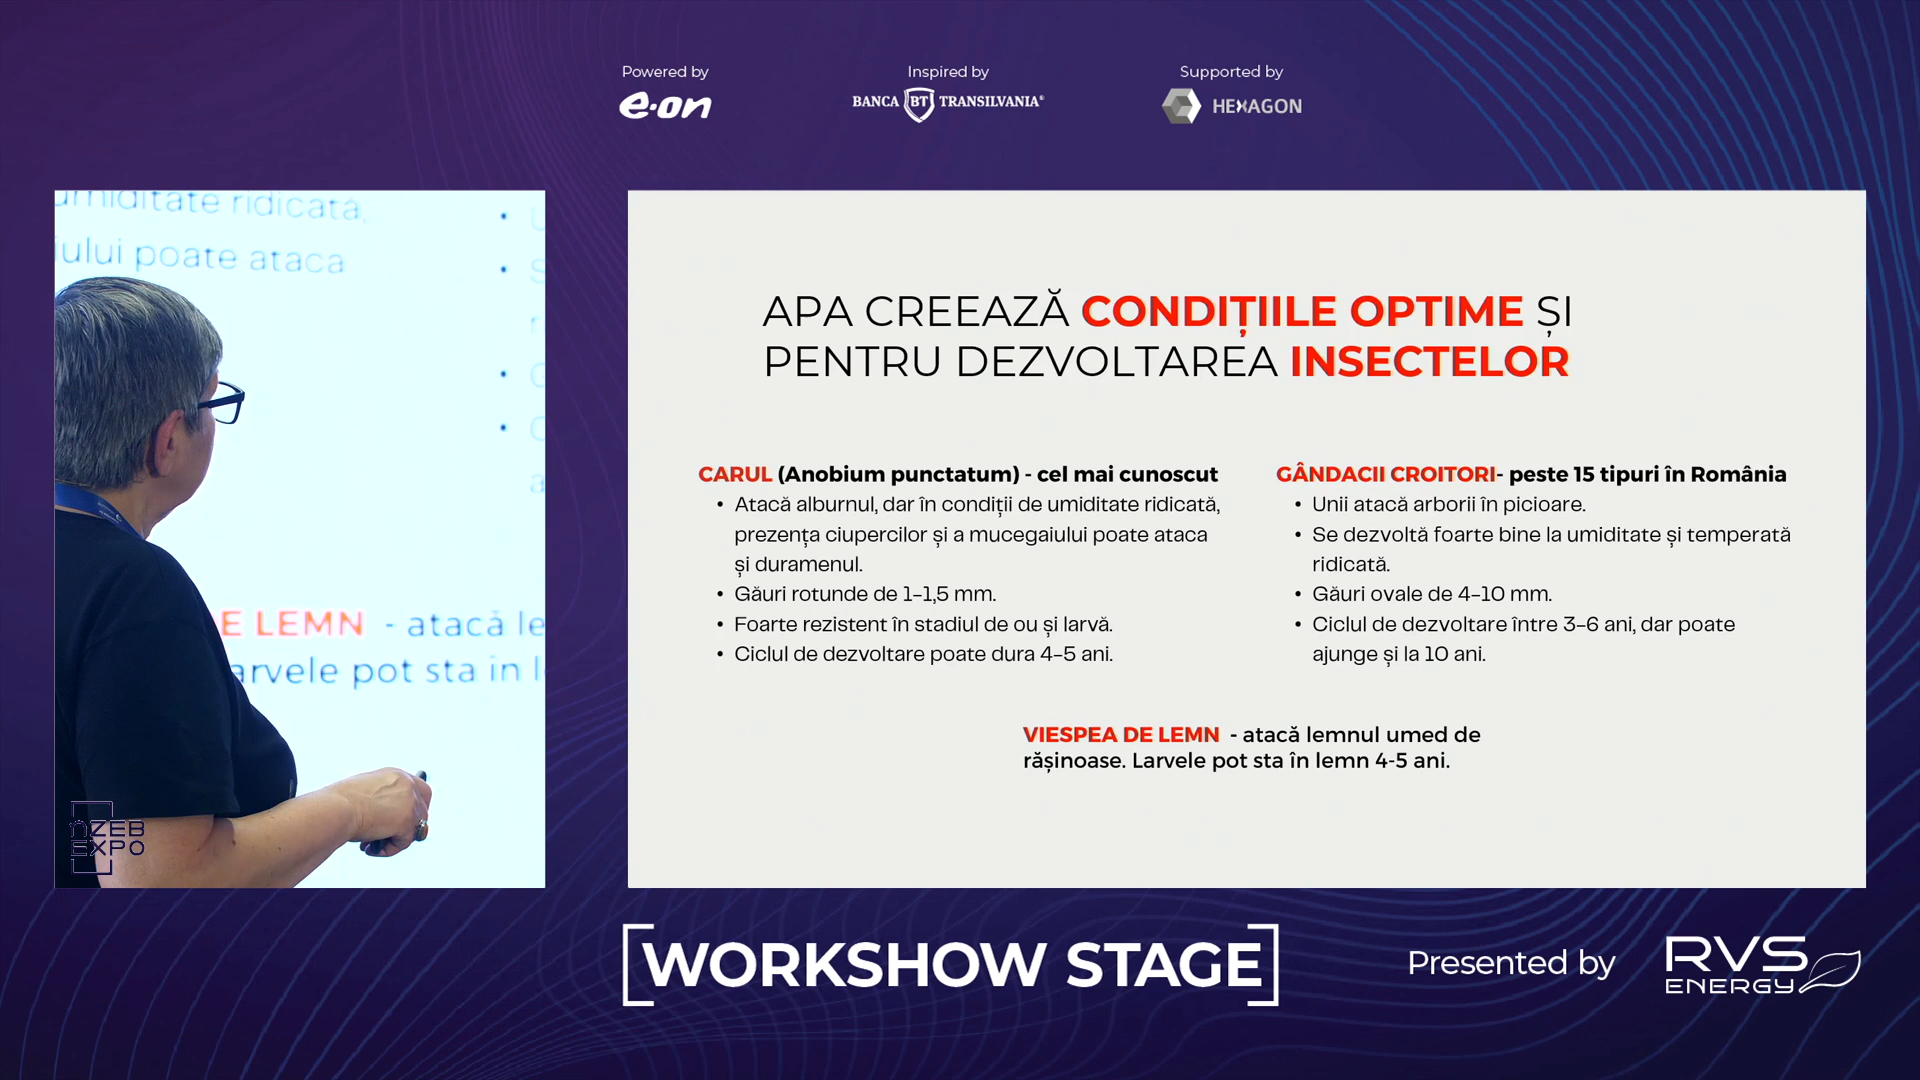 Powered by
Inspired by
Supported by
e·on
BANCA BT TRANSILVANIA®
HEXAGON
umiditate ridicată,
iului poate ataca
E LEMN - atacă le
arvele pot sta în l
NZEB
EXPO
APA CREEAZĂ CONDIȚIILE OPTIME ȘI
PENTRU DEZVOLTAREA INSECTELOR
CARUL (Anobium punctatum) - cel mai cunoscut
• Atacă alburnul, dar în condiții de umiditate ridicată,
prezența ciupercilor și a mucegaiului poate ataca
și duramenul.
• Găuri rotunde de 1-1,5 mm.
• Foarte rezistent în stadiul de ou și larvă.
• Ciclul de dezvoltare poate dura 4-5 ani.
GÂNDACII CROITORI- peste 15 tipuri în România
• Unii atacă arborii în picioare.
• Se dezvoltă foarte bine la umiditate și temperată
ridicată.
• Găuri ovale de 4-10 mm.
• Ciclul de dezvoltare între 3-6 ani, dar poate
ajunge și la 10 ani.
VIESPEA DE LEMN - atacă lemnul umed de
rășinoase. Larvele pot sta în lemn 4-5 ani.
[WORKSHOW STAGE]
Presented by
RVS
ENERGY